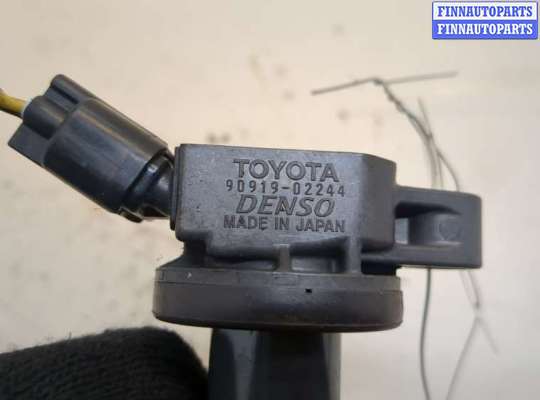 FINNAUTOPARTS
FINNAUTOPARTS
TOYOTA
90919-02244
DENSO
MADE IN JAPAN